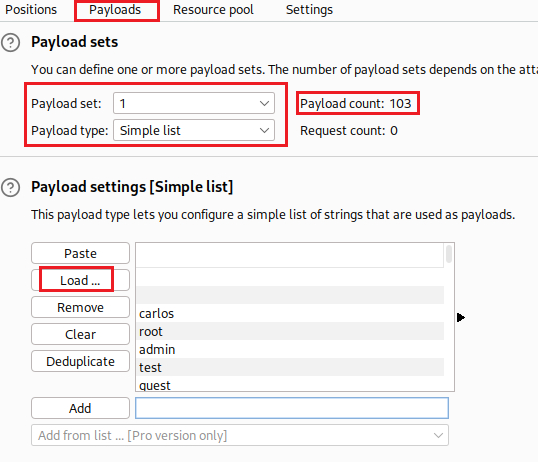 Positions Payloads Resource pool Settings
? Payload sets
You can define one or more payload sets. The number of payload sets depends on the atta
Payload set: 1 Payload count: 103
Payload type: Simple list Request count: 0
? Payload settings [Simple list]
This payload type lets you configure a simple list of strings that are used as payloads.
Paste
Load ...
Remove
Clear
Deduplicate
carlos
root
admin
test
guest
Add
Add from list ... [Pro version only]